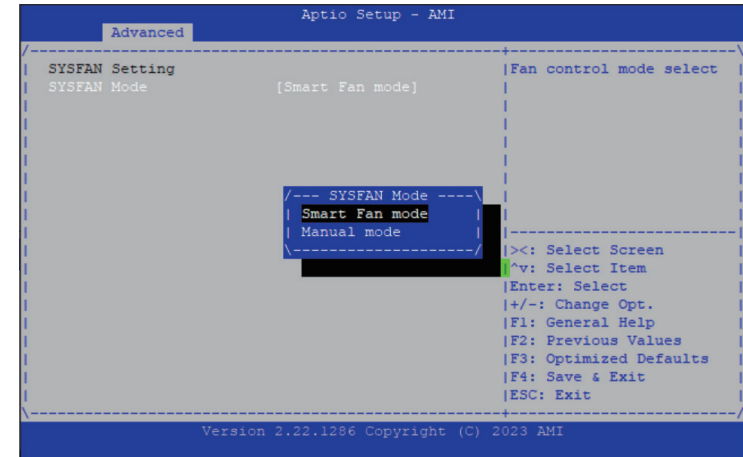 Aptio Setup - AMI
Advanced
SYSFAN Setting
SYSFAN Mode [Smart Fan mode]
Fan control mode select
/--- SYSFAN Mode ----\
Smart Fan mode
Manual mode
><: Select Screen
^v: Select Item
Enter: Select
+/-: Change Opt.
F1: General Help
F2: Previous Values
F3: Optimized Defaults
F4: Save & Exit
ESC: Exit
Version 2.22.1286 Copyright (C) 2023 AMI